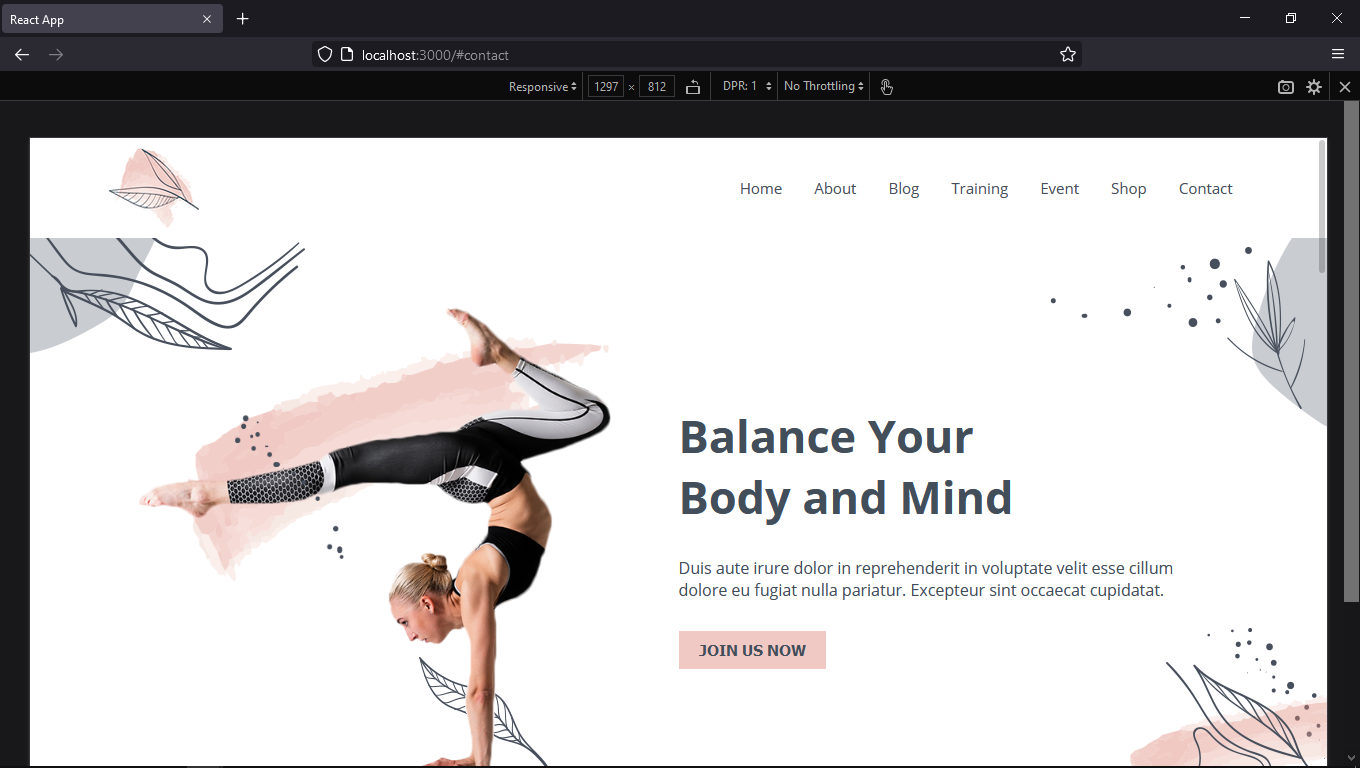 React App
localhost:3000/#contact
Responsive 1297 × 812 DPR: 1 No Throttling
Home About Blog Training Event Shop Contact
Balance Your
Body and Mind
Duis aute irure dolor in reprehenderit in voluptate velit esse cillum
dolore eu fugiat nulla pariatur. Excepteur sint occaecat cupidatat.
JOIN US NOW